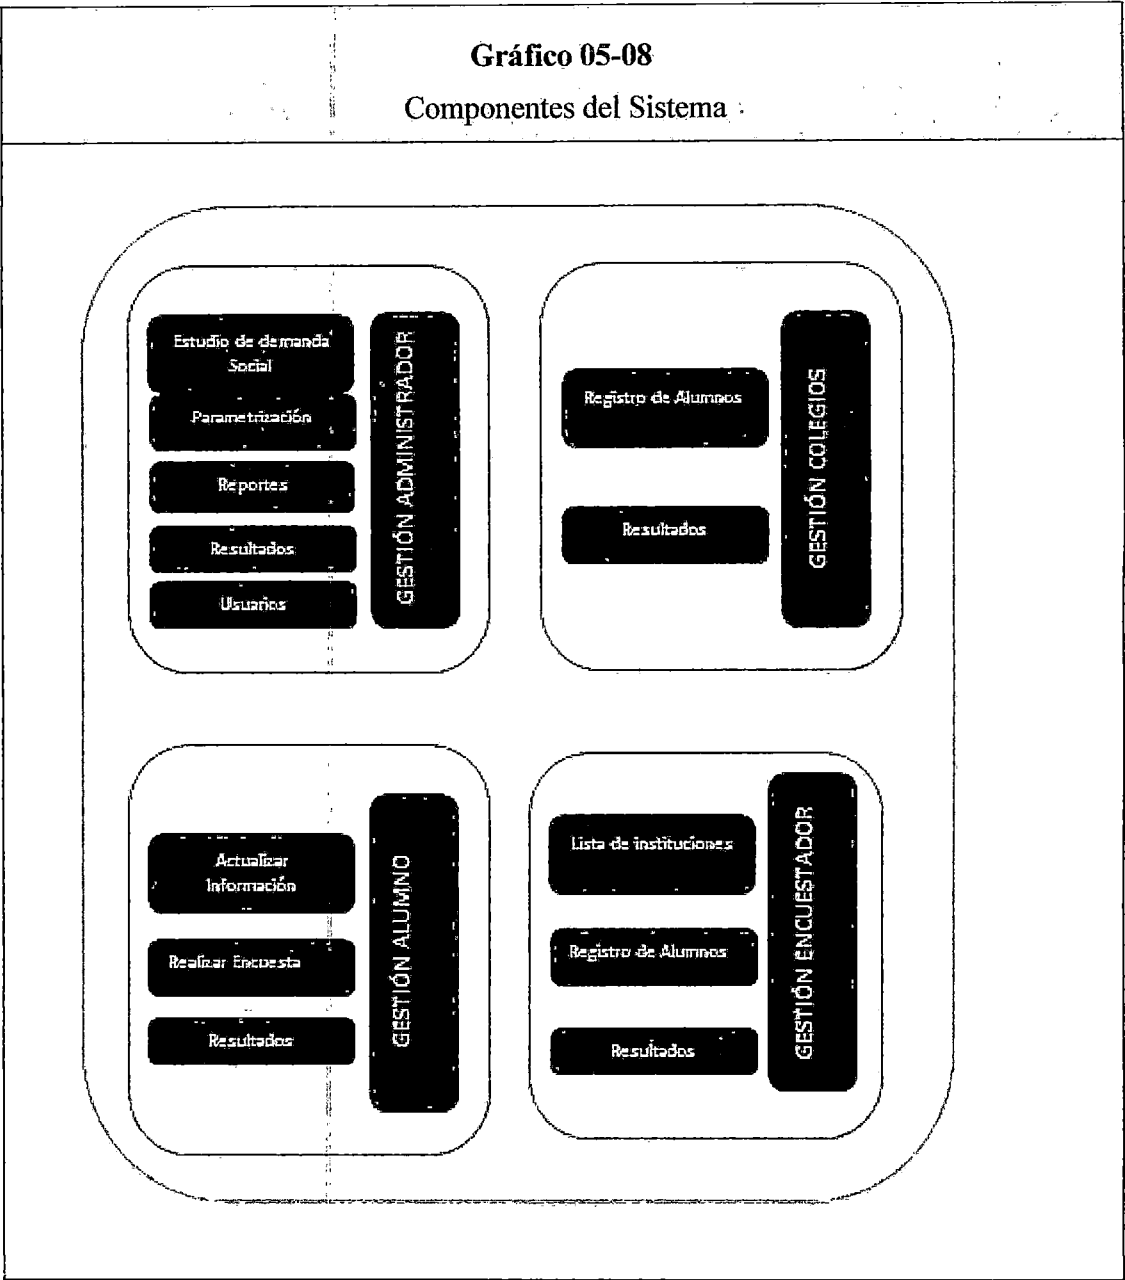 Gráfico 05-08
Componentes del Sistema
Estudio de demanda
Social
Parametrización
Reportes
Resultados
Usuarios
GESTIÓN ADMINISTRADOR
Registro de Alumnos
Resultados
GESTIÓN COLEGIOS
Actualizar
Información
Realizar Encuesta
Resultados
GESTIÓN ALUMNO
Lista de instituciones
Registro de Alumnos
Resultados
GESTIÓN ENCUESTADOR